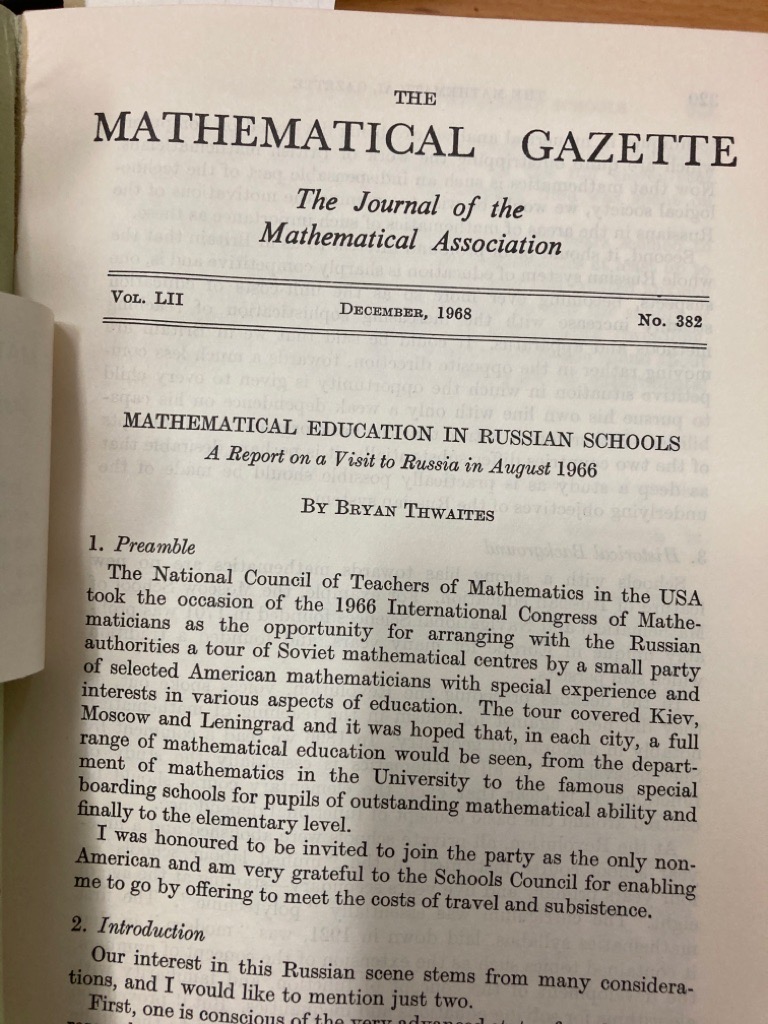 THE
MATHEMATICAL GAZETTE
The Journal of the
Mathematical Association
VOL. LII DECEMBER, 1968 No. 382
MATHEMATICAL EDUCATION IN RUSSIAN SCHOOLS
A Report on a Visit to Russia in August 1966
BY BRYAN THWAITES
1. Preamble
The National Council of Teachers of Mathematics in the USA
took the occasion of the 1966 International Congress of Mathe-
maticians as the opportunity for arranging with the Russian
authorities a tour of Soviet mathematical centres by a small party
of selected American mathematicians with special experience and
interests in various aspects of education. The tour covered Kiev,
Moscow and Leningrad and it was hoped that, in each city, a full
range of mathematical education would be seen, from the depart-
ment of mathematics in the University to the famous special
boarding schools for pupils of outstanding mathematical ability and
finally to the elementary level.
I was honoured to be invited to join the party as the only non-
American and am very grateful to the Schools Council for enabling
me to go by offering to meet the costs of travel and subsistence.
2. Introduction
Our interest in this Russian scene stems from many considera-
tions, and I would like to mention just two.
First, one is conscious of the very advanced